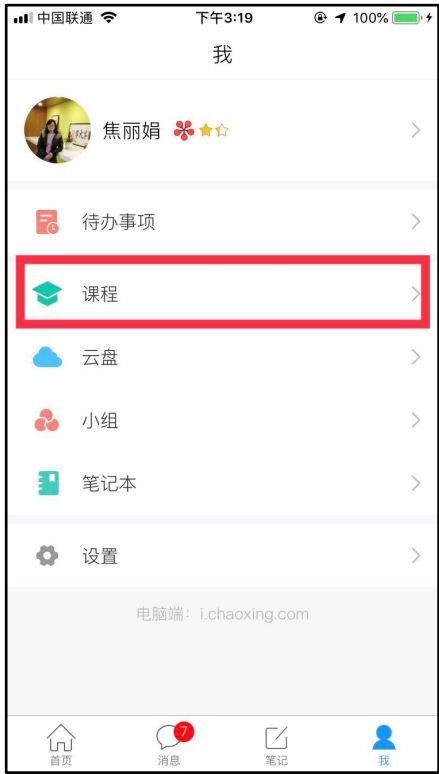 中国联通 下午3:19 100%
我
焦丽娟
待办事项
课程
云盘
小组
笔记本
设置
电脑端：i.chaoxing.com
7
首页 消息 笔记 我